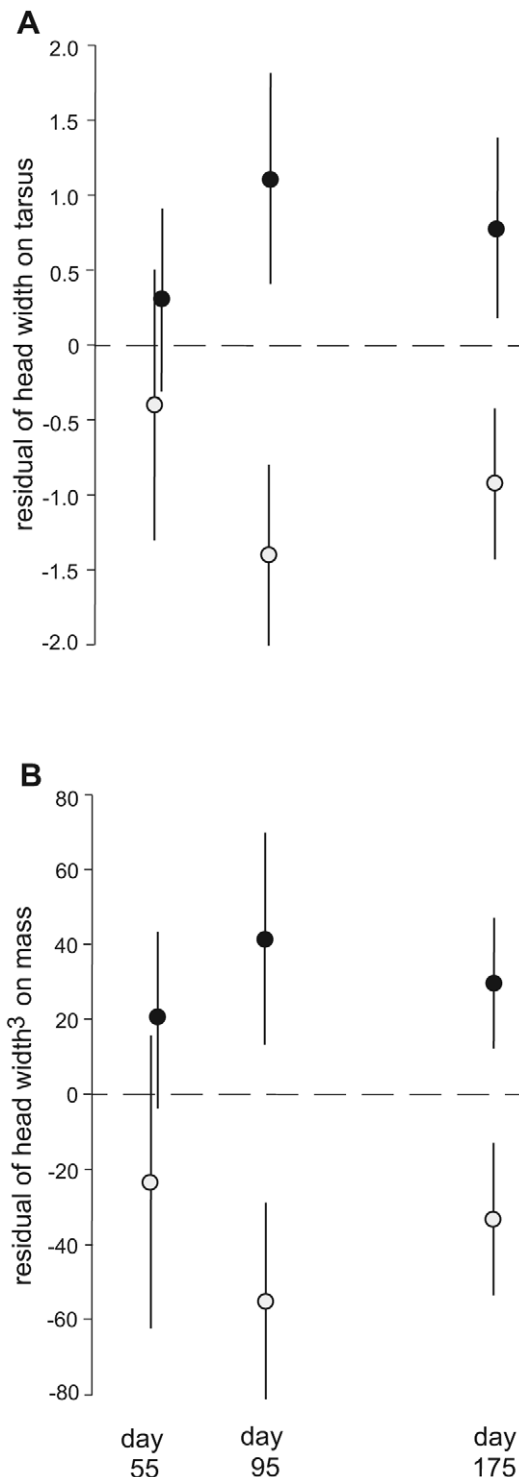 A
2.0
1.5
1.0
0.5
0
-0.5
-1.0
-1.5
-2.0
residual of head width on tarsus
B
80
60
40
20
0
-20
-40
-60
-80
residual of head width3 on mass
day 55
day 95
day 175